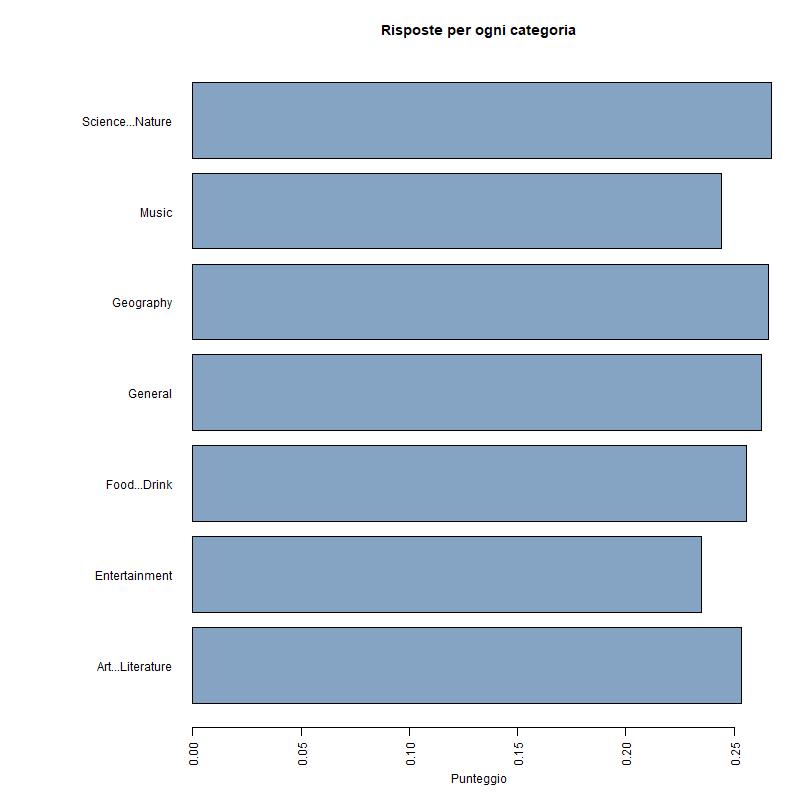 Risposte per ogni categoria
Science...Nature
Music
Geography
General
Food...Drink
Entertainment
Art...Literature
0.00
0.05
0.10
0.15
0.20
0.25
Punteggio